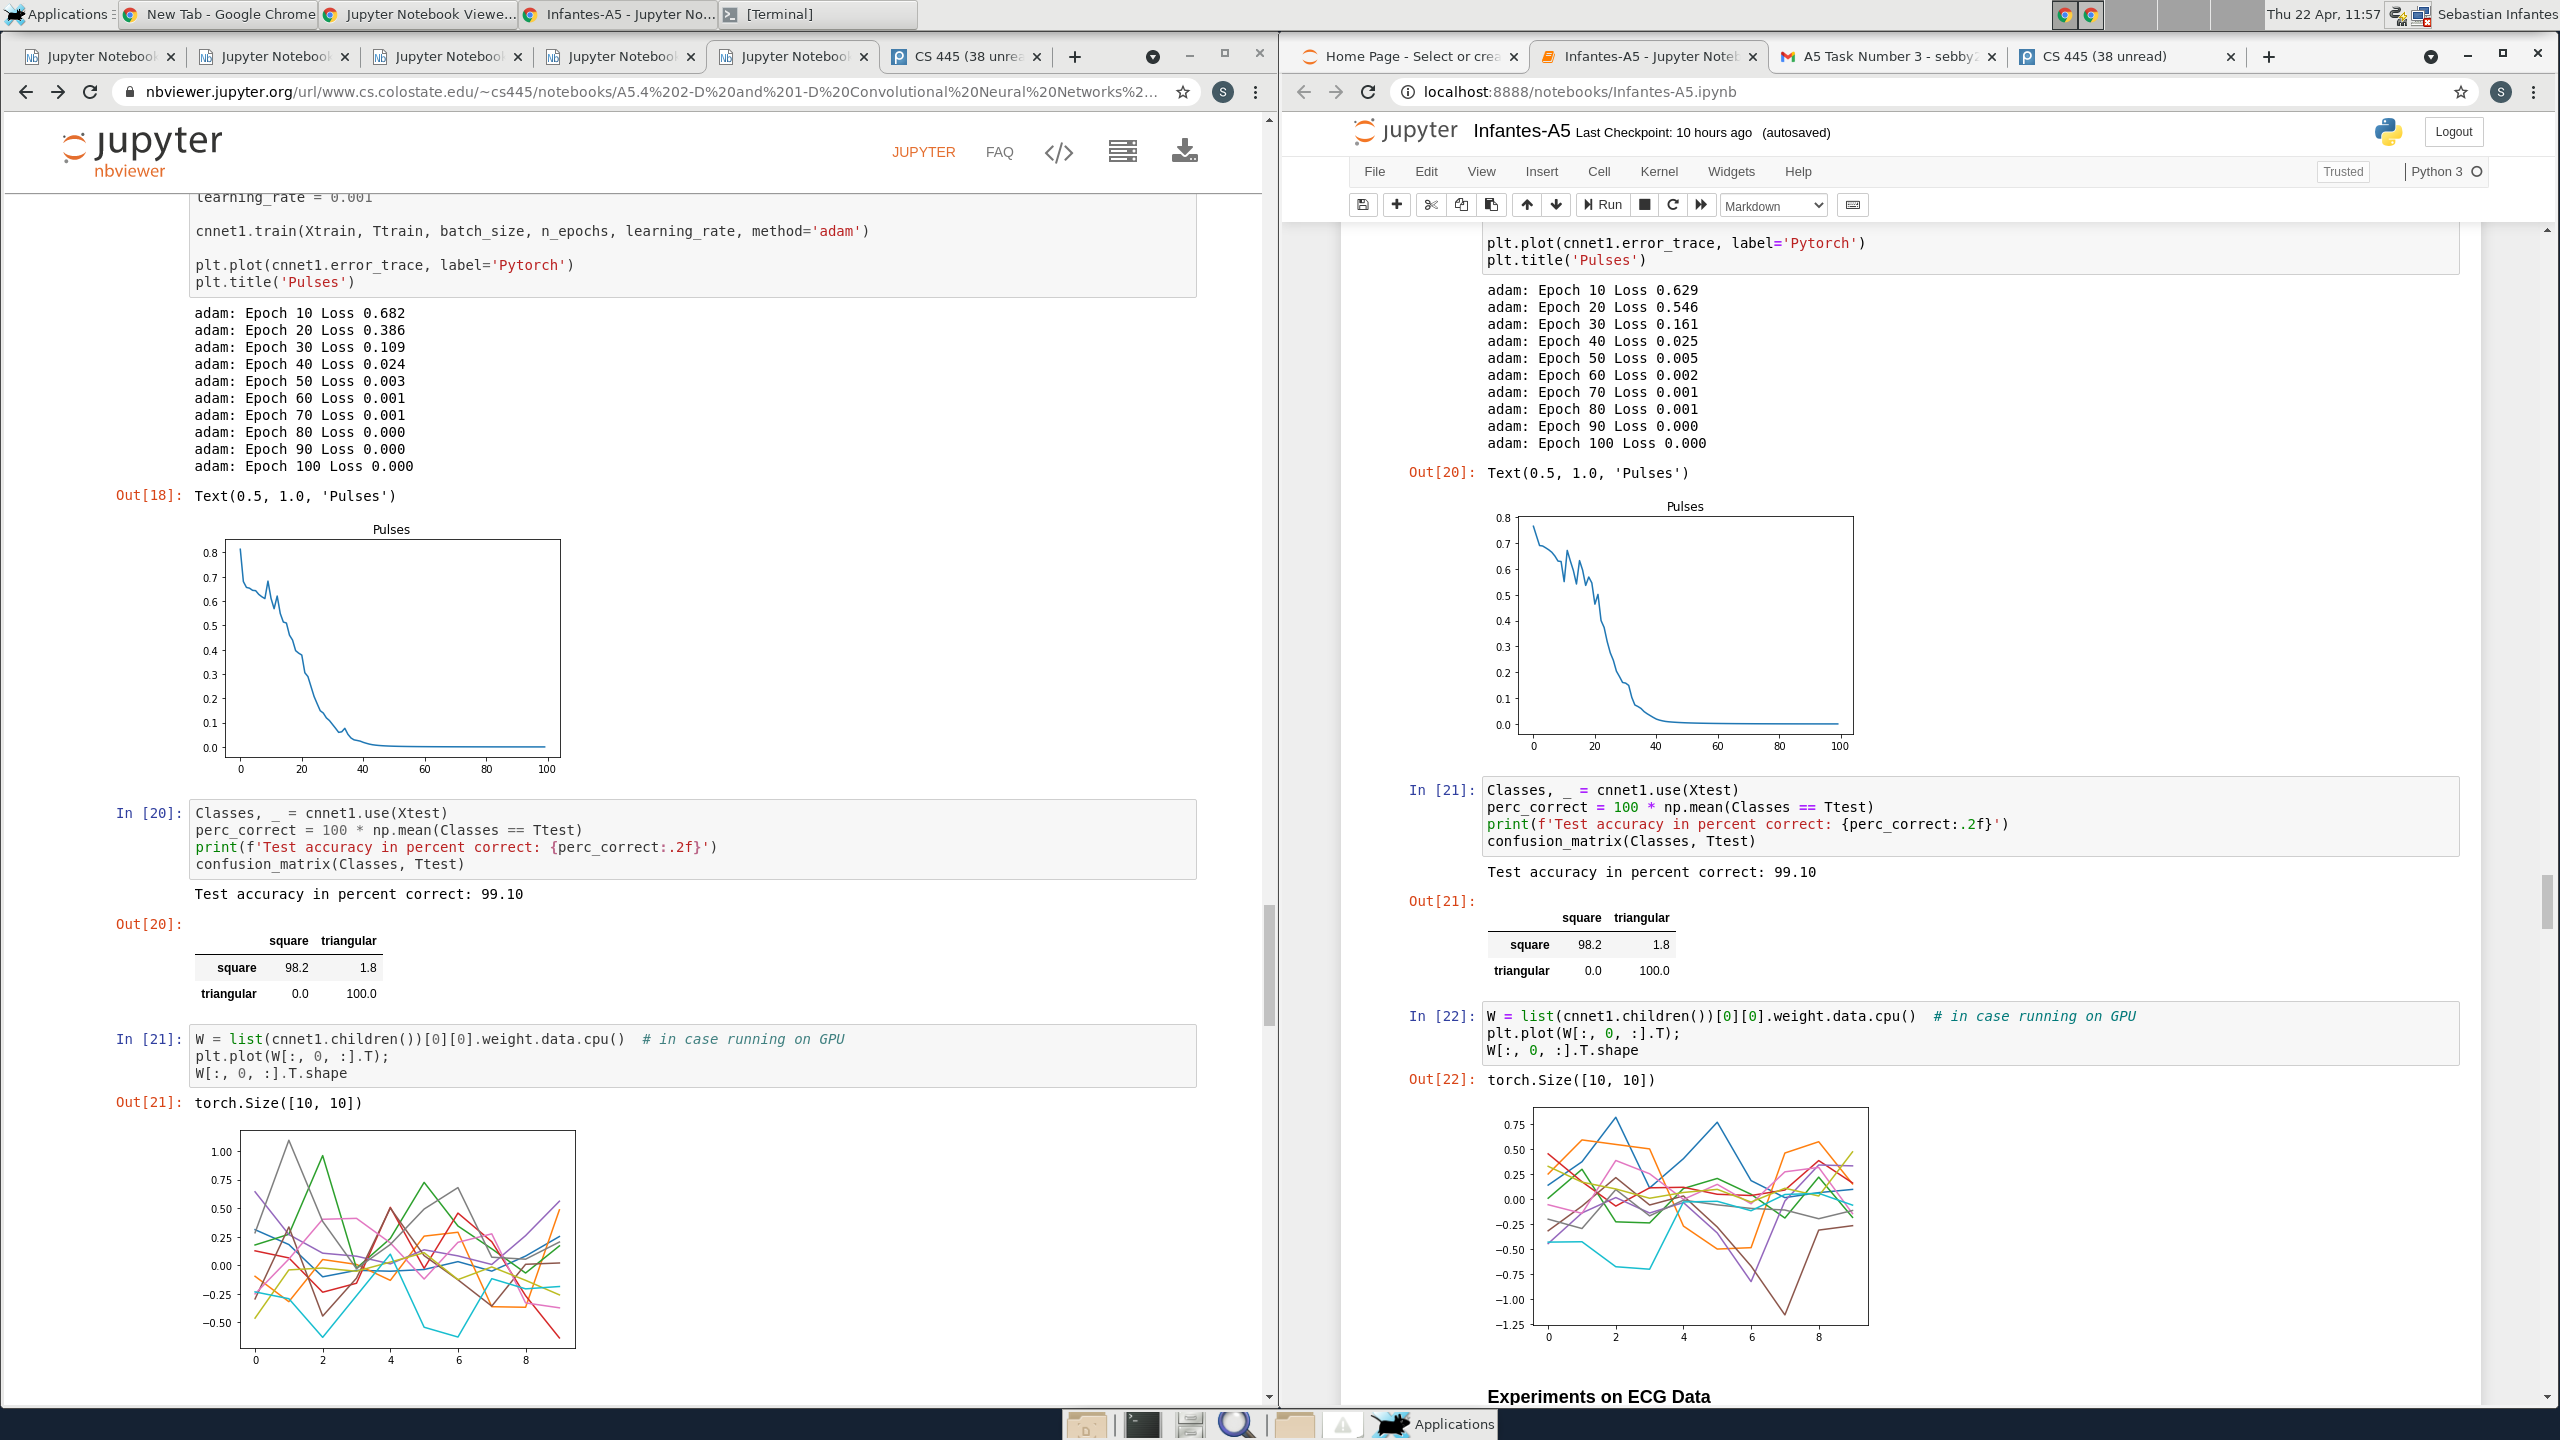 Applications
New Tab - Google Chrome
Jupyter Notebook Viewe...
Infantes-A5 - Jupyter No...
[Terminal]
Thu 22 Apr, 11:57
Sebastian Infantes
Jupyter Notebook
Jupyter Notebook
Jupyter Notebook
Jupyter Notebook
Jupyter Notebook
CS 445 (38 unrea
nbviewer.jupyter.org/url/www.cs.colostate.edu/~cs445/notebooks/A5.4%202-D%20and%201-D%20Convolutional%20Neural%20Networks%2...
S
jupyter
nbviewer
JUPYTER
FAQ
learning_rate = 0.001
cnnet1.train(Xtrain, Ttrain, batch_size, n_epochs, learning_rate, method='adam')
plt.plot(cnnet1.error_trace, label='Pytorch')
plt.title('Pulses')
adam: Epoch 10 Loss 0.682
adam: Epoch 20 Loss 0.386
adam: Epoch 30 Loss 0.109
adam: Epoch 40 Loss 0.024
adam: Epoch 50 Loss 0.003
adam: Epoch 60 Loss 0.001
adam: Epoch 70 Loss 0.001
adam: Epoch 80 Loss 0.000
adam: Epoch 90 Loss 0.000
adam: Epoch 100 Loss 0.000
Out[18]: Text(0.5, 1.0, 'Pulses')
Pulses
0.8
0.7
0.6
0.5
0.4
0.3
0.2
0.1
0.0
0 20 40 60 80 100
In [20]: Classes, _ = cnnet1.use(Xtest)
perc_correct = 100 * np.mean(Classes == Ttest)
print(f'Test accuracy in percent correct: {perc_correct:.2f}')
confusion_matrix(Classes, Ttest)
Test accuracy in percent correct: 99.10
Out[20]:
square triangular
square 98.2 1.8
triangular 0.0 100.0
In [21]: W = list(cnnet1.children())[0][0].weight.data.cpu()  # in case running on GPU
plt.plot(W[:, 0, :].T);
W[:, 0, :].T.shape
Out[21]: torch.Size([10, 10])
1.00
0.75
0.50
0.25
0.00
−0.25
−0.50
0 2 4 6 8
Home Page - Select or crea
Infantes-A5 - Jupyter Noteb
A5 Task Number 3 - sebby2
CS 445 (38 unread)
localhost:8888/notebooks/Infantes-A5.ipynb
S
jupyter Infantes-A5 Last Checkpoint: 10 hours ago (autosaved)
Logout
File Edit View Insert Cell Kernel Widgets Help
Trusted
Python 3
Run
Markdown
plt.plot(cnnet1.error_trace, label='Pytorch')
plt.title('Pulses')
adam: Epoch 10 Loss 0.629
adam: Epoch 20 Loss 0.546
adam: Epoch 30 Loss 0.161
adam: Epoch 40 Loss 0.025
adam: Epoch 50 Loss 0.005
adam: Epoch 60 Loss 0.002
adam: Epoch 70 Loss 0.001
adam: Epoch 80 Loss 0.001
adam: Epoch 90 Loss 0.000
adam: Epoch 100 Loss 0.000
Out[20]: Text(0.5, 1.0, 'Pulses')
Pulses
0.8
0.7
0.6
0.5
0.4
0.3
0.2
0.1
0.0
0 20 40 60 80 100
In [21]: Classes, _ = cnnet1.use(Xtest)
perc_correct = 100 * np.mean(Classes == Ttest)
print(f'Test accuracy in percent correct: {perc_correct:.2f}')
confusion_matrix(Classes, Ttest)
Test accuracy in percent correct: 99.10
Out[21]:
square triangular
square 98.2 1.8
triangular 0.0 100.0
In [22]: W = list(cnnet1.children())[0][0].weight.data.cpu()  # in case running on GPU
plt.plot(W[:, 0, :].T);
W[:, 0, :].T.shape
Out[22]: torch.Size([10, 10])
0.75
0.50
0.25
0.00
−0.25
−0.50
−0.75
−1.00
−1.25
0 2 4 6 8
Experiments on ECG Data
Applications